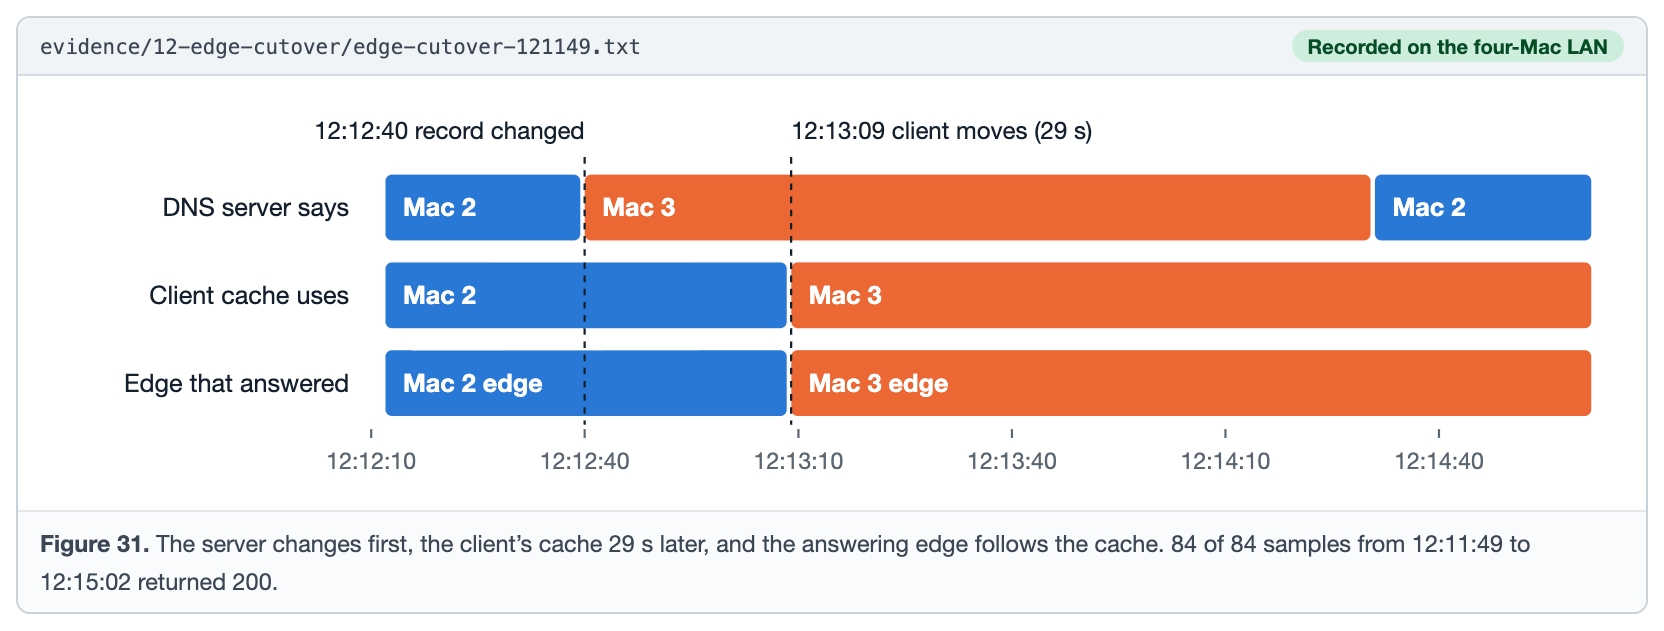 evidence/12-edge-cutover/edge-cutover-121149.txt
Recorded on the four-Mac LAN
12:12:40 record changed
12:13:09 client moves (29 s)
DNS server says
Mac 2
Mac 3
Mac 2
Client cache uses
Mac 2
Mac 3
Edge that answered
Mac 2 edge
Mac 3 edge
12:12:10
12:12:40
12:13:10
12:13:40
12:14:10
12:14:40
Figure 31. The server changes first, the client’s cache 29 s later, and the answering edge follows the cache. 84 of 84 samples from 12:11:49 to
12:15:02 returned 200.